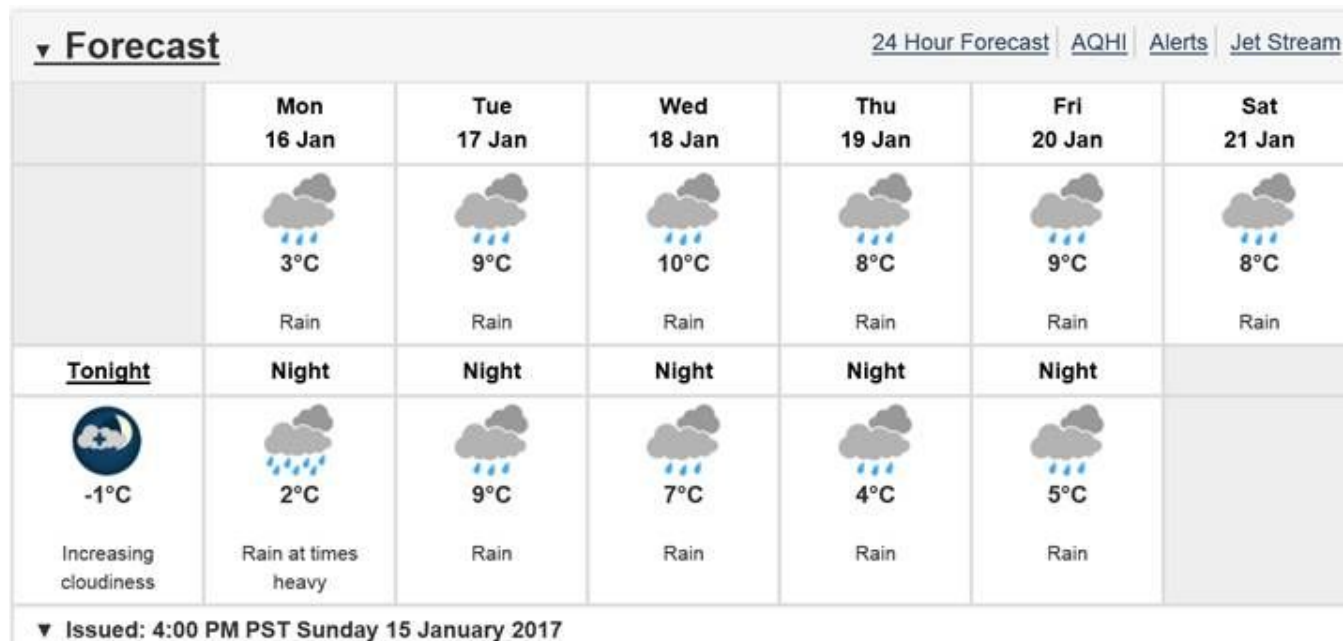 ▼ Forecast
24 Hour Forecast AQHI Alerts Jet Stream
Mon Tue Wed Thu Fri Sat
16 Jan 17 Jan 18 Jan 19 Jan 20 Jan 21 Jan
3°C 9°C 10°C 8°C 9°C 8°C
Rain Rain Rain Rain Rain Rain
Tonight Night Night Night Night Night
-1°C 2°C 9°C 7°C 4°C 5°C
Increasing Rain at times Rain Rain Rain Rain
cloudiness heavy
▼ Issued: 4:00 PM PST Sunday 15 January 2017